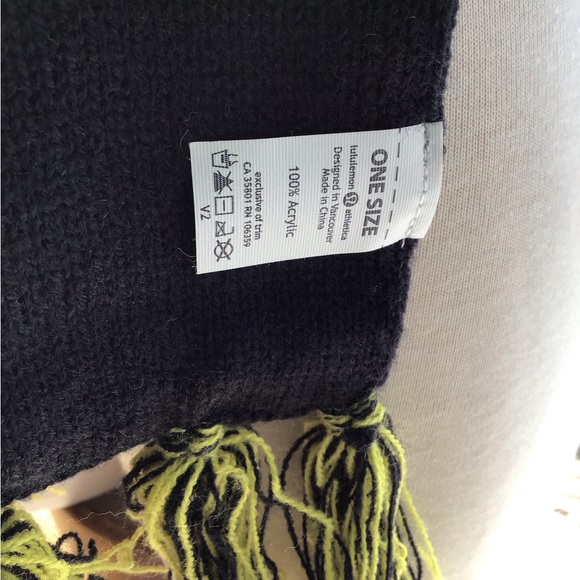 ONE SIZE
lululemon athletica
Designed in Vancouver
Made in China
100% Acrylic
exclusive of trim
CA 35801 RN 106359
V2